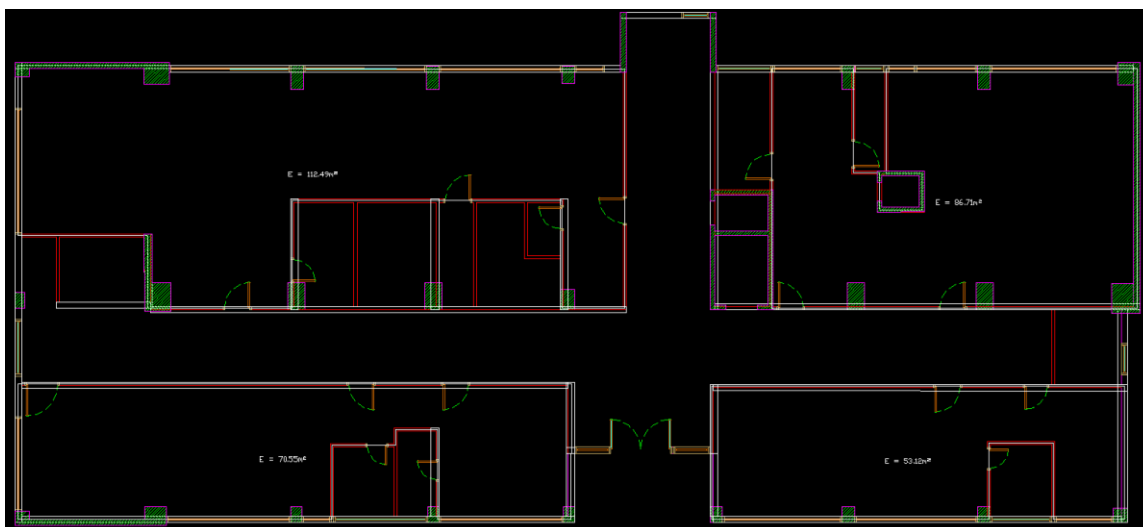 E = 112.49m²
E = 86.71m²
E = 70.55m²
E = 53.12m²